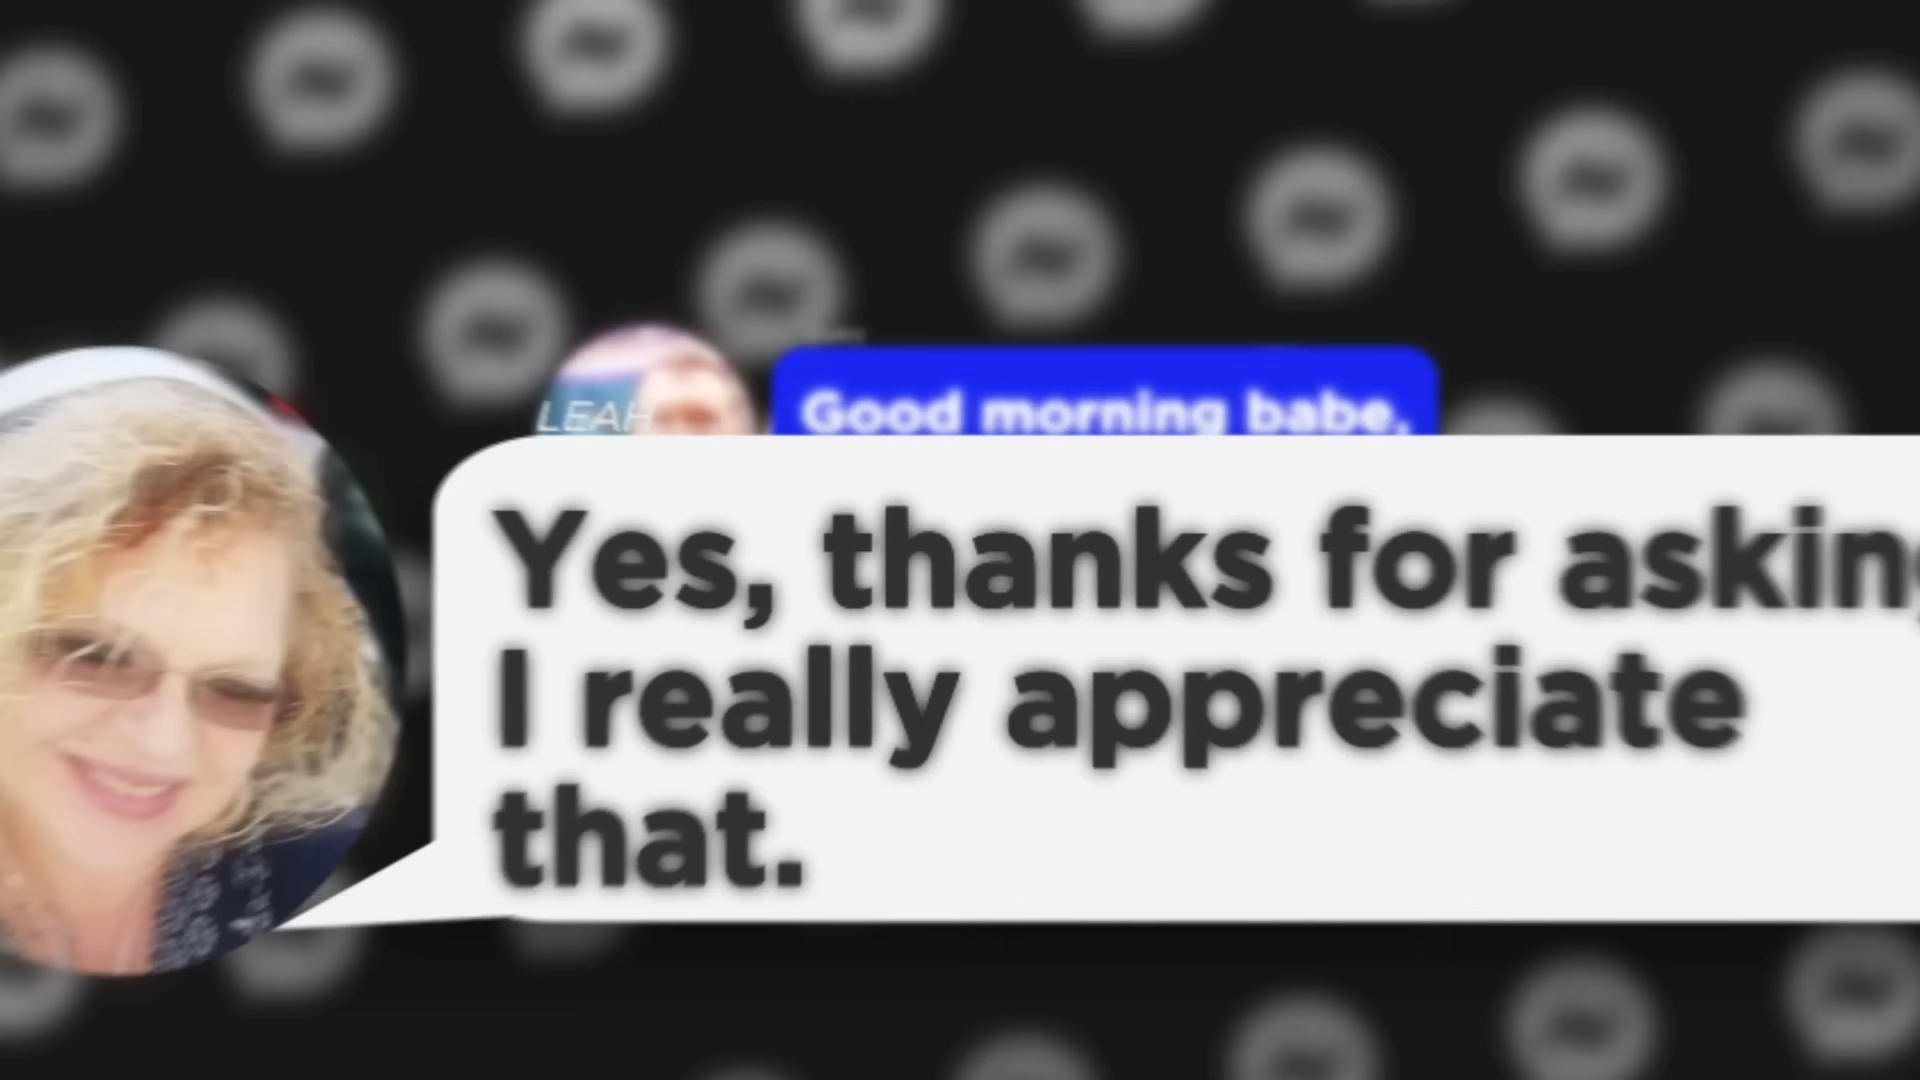 LEAH
Good morning babe,
Yes, thanks for asking
I really appreciate
that.